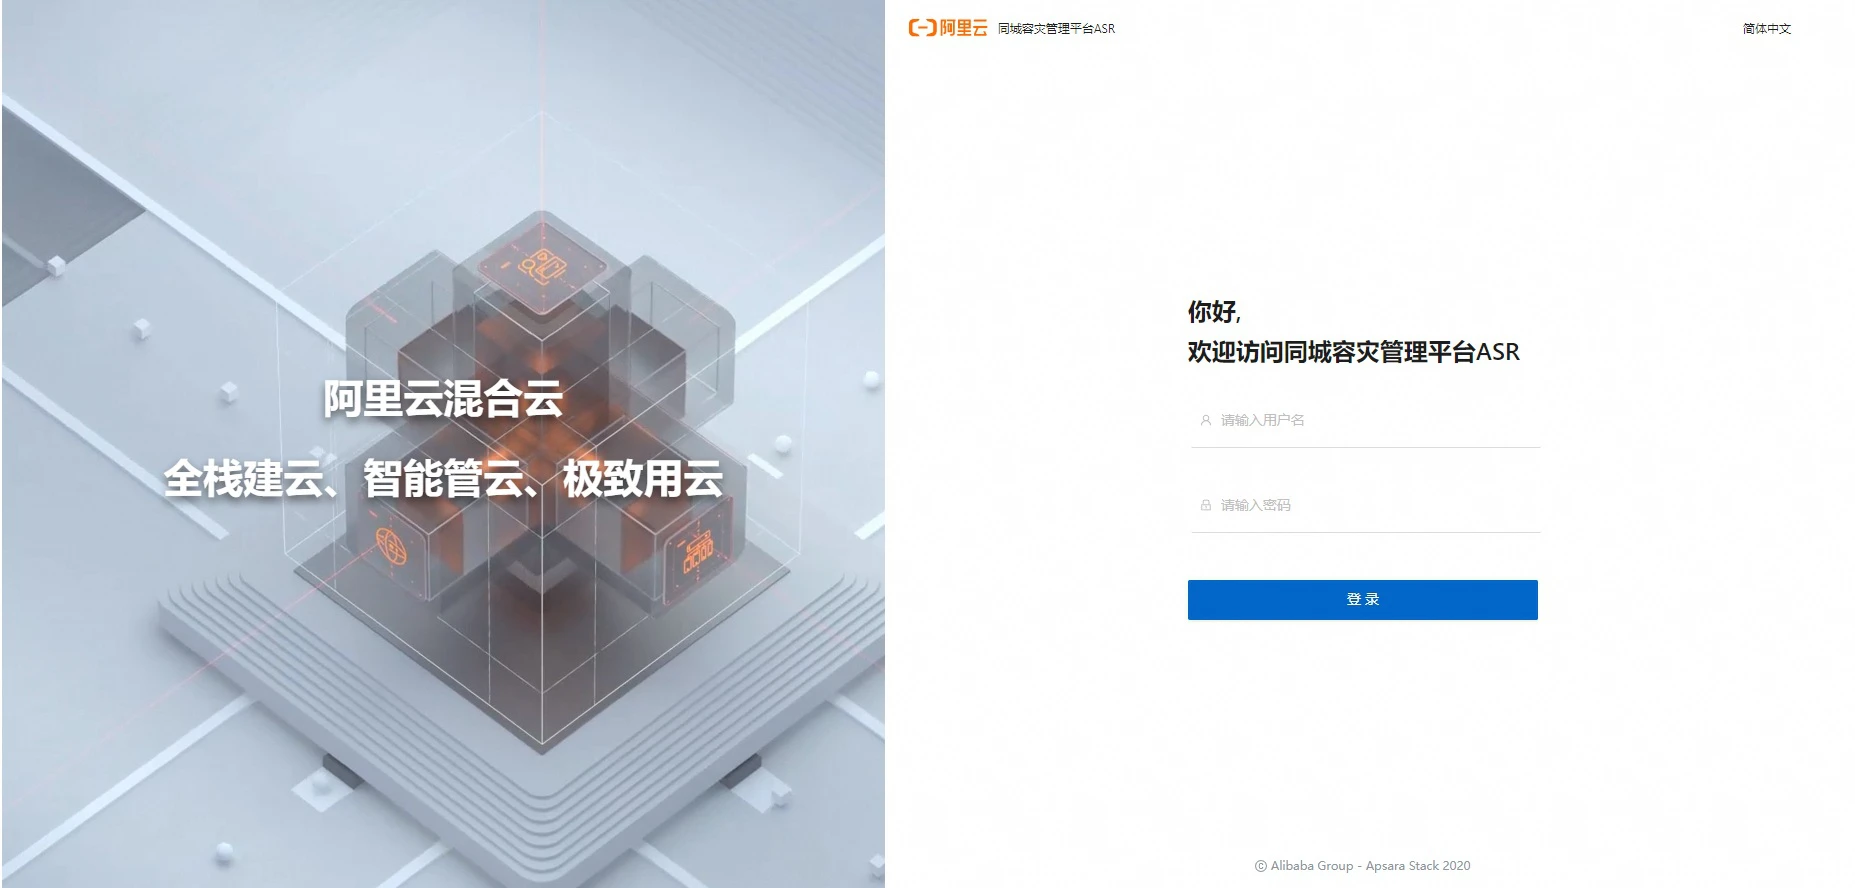 阿里云混合云
全栈建云、智能管云、极致用云
阿里云 同城容灾管理平台ASR
简体中文
你好,
欢迎访问同城容灾管理平台ASR
请输入用户名
请输入密码
登录
© Alibaba Group - Apsara Stack 2020